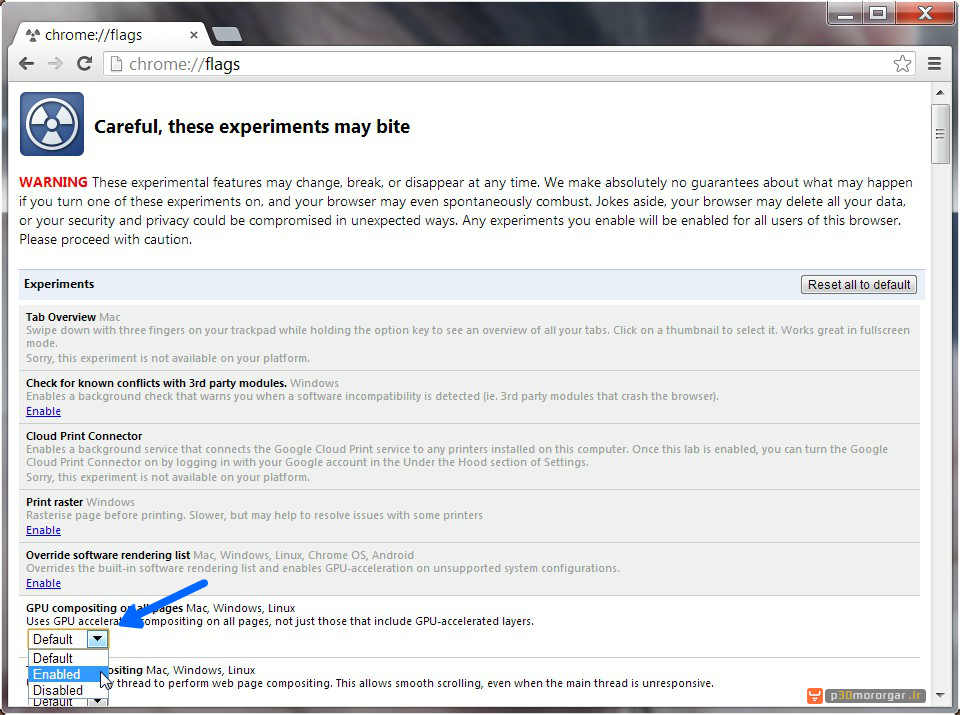 chrome://flags
chrome://flags
Careful, these experiments may bite
WARNING These experimental features may change, break, or disappear at any time. We make absolutely no guarantees about what may happen
if you turn one of these experiments on, and your browser may even spontaneously combust. Jokes aside, your browser may delete all your data,
or your security and privacy could be compromised in unexpected ways. Any experiments you enable will be enabled for all users of this browser.
Please proceed with caution.
Experiments
Reset all to default
Tab Overview Mac
Swipe down with three fingers on your trackpad while holding the option key to see an overview of all your tabs. Click on a thumbnail to select it. Works great in fullscreen
mode.
Sorry, this experiment is not available on your platform.
Check for known conflicts with 3rd party modules. Windows
Enables a background check that warns you when a software incompatibility is detected (ie. 3rd party modules that crash the browser).
Enable
Cloud Print Connector
Enables a background service that connects the Google Cloud Print service to any printers installed on this computer. Once this lab is enabled, you can turn the Google
Cloud Print Connector on by logging in with your Google account in the Under the Hood section of Settings.
Sorry, this experiment is not available on your platform.
Print raster Windows
Rasterise page before printing. Slower, but may help to resolve issues with some printers
Enable
Override software rendering list Mac, Windows, Linux, Chrome OS, Android
Overrides the built-in software rendering list and enables GPU-acceleration on unsupported system configurations.
Enable
GPU compositing on all pages Mac, Windows, Linux
Uses GPU accelerated compositing on all pages, not just those that include GPU-accelerated layers.
Default
Default
Enabled
Disabled
Mac, Windows, Linux
thread to perform web page compositing. This allows smooth scrolling, even when the main thread is unresponsive.
Default
p30mororgar.ir